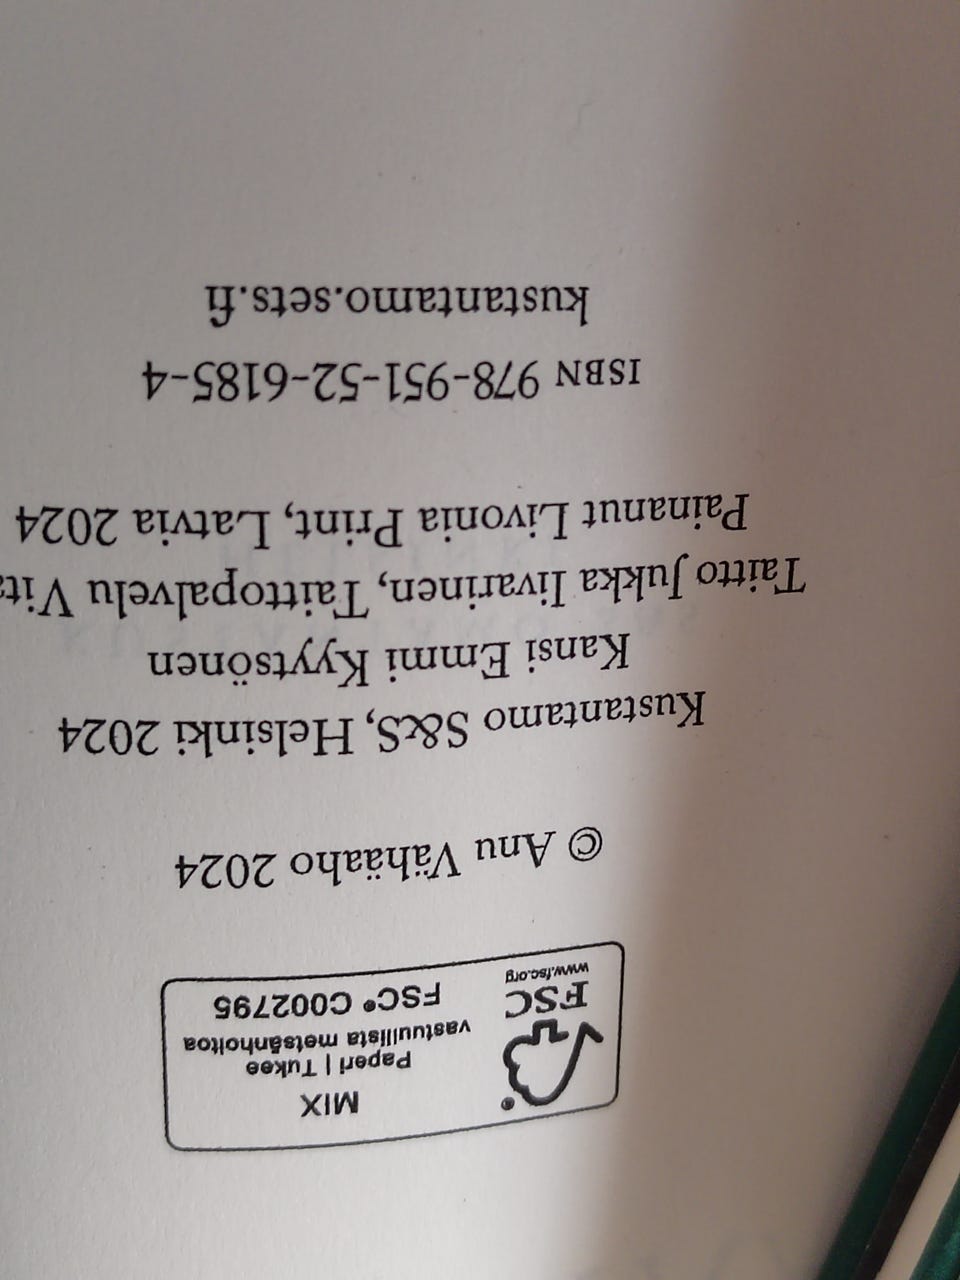 MIX
Paperi | Tukee
vastuullista metsänhoitoa
FSC® C002795
FSC
www.fsc.org
© Anu Vähäaho 2024
Kustantamo S&S, Helsinki 2024
Kansi Emmi Kyytsönen
Taitto Jukka Iivarinen, Taittopalvelu Vita
Painanut Livonia Print, Latvia 2024
ISBN 978-951-52-6185-4
kustantamo.sets.fi